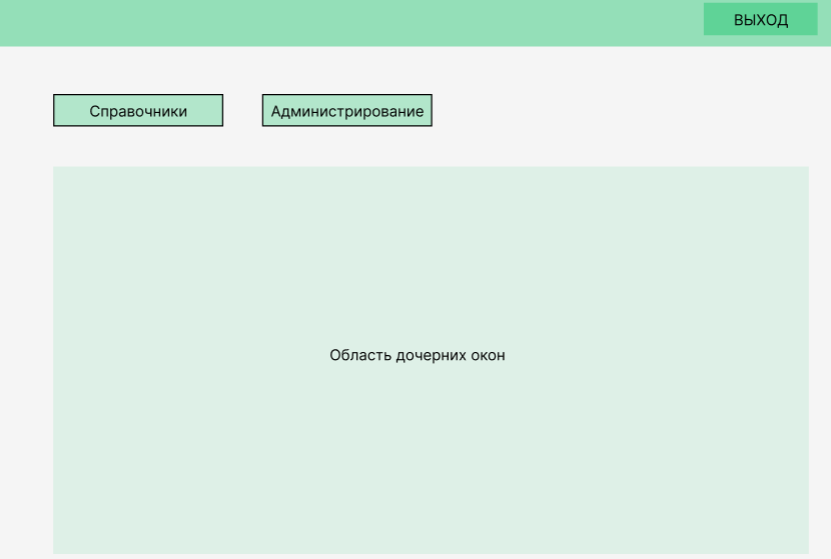 ВЫХОД
Справочники
Администрирование
Область дочерних окон